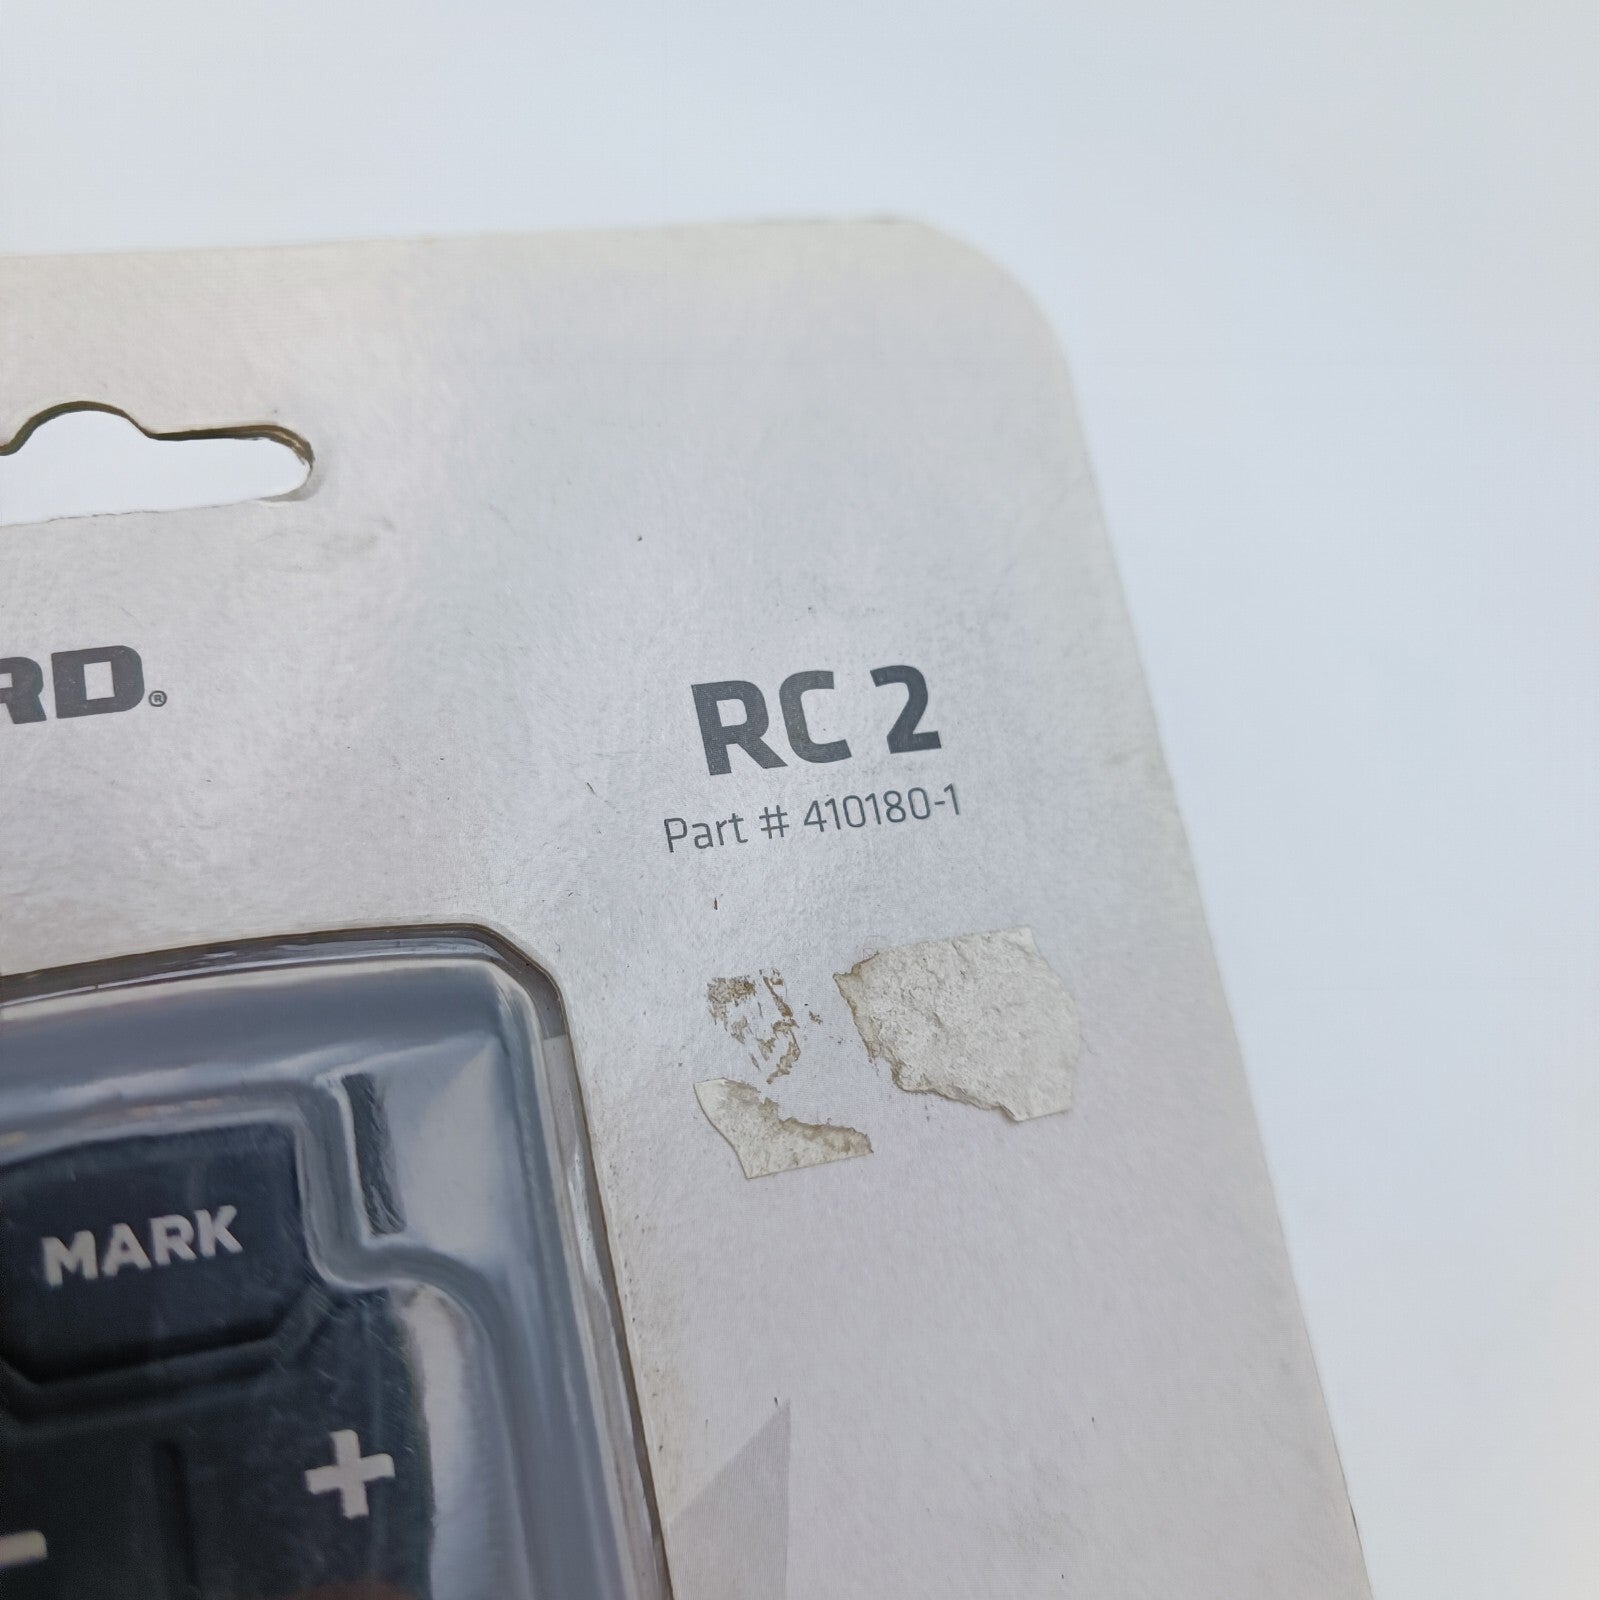 RD®
RC 2
Part # 410180-1
MARK
+
-